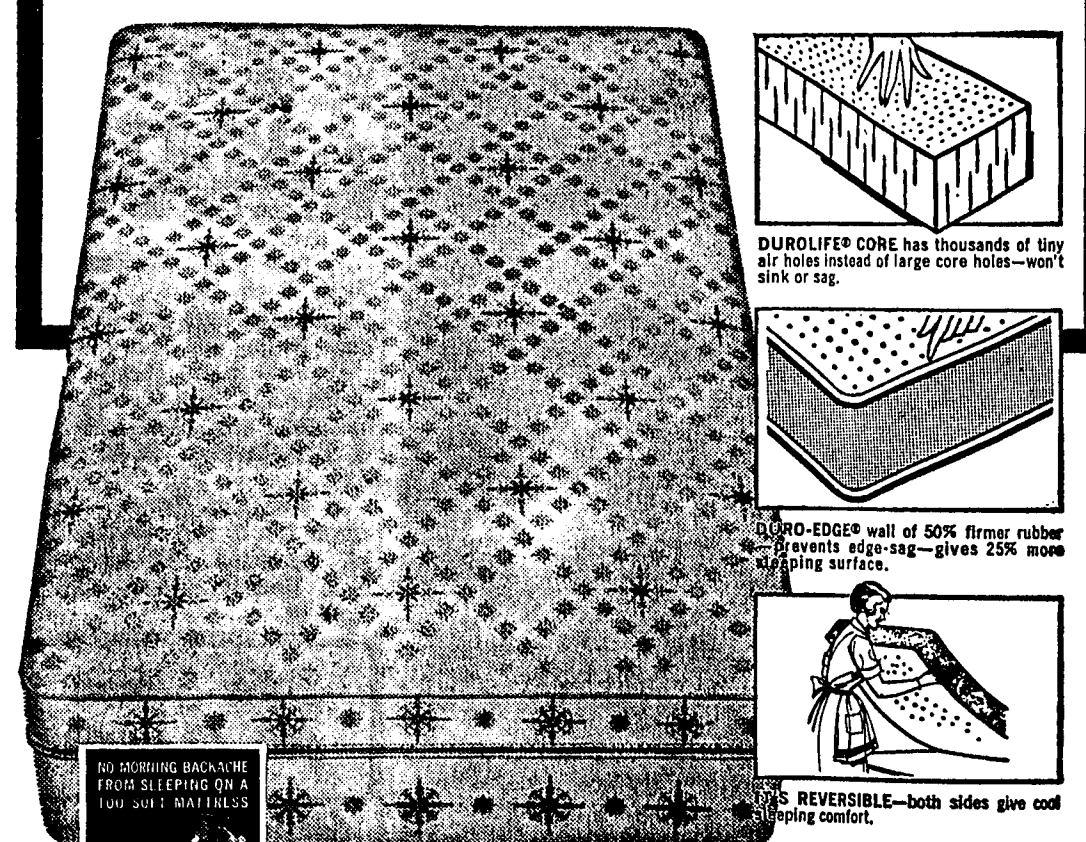 DUROLIFE® CORE has thousands of tiny
air holes instead of large core holes—won't
sink or sag.
DURO-EDGE® wall of 50% firmer rubber
—prevents edge-sag—gives 25% more
sleeping surface.
IT'S REVERSIBLE—both sides give cool
sleeping comfort.
NO MORNING BACKACHE
FROM SLEEPING ON A
TOO SOFT MATTRESS